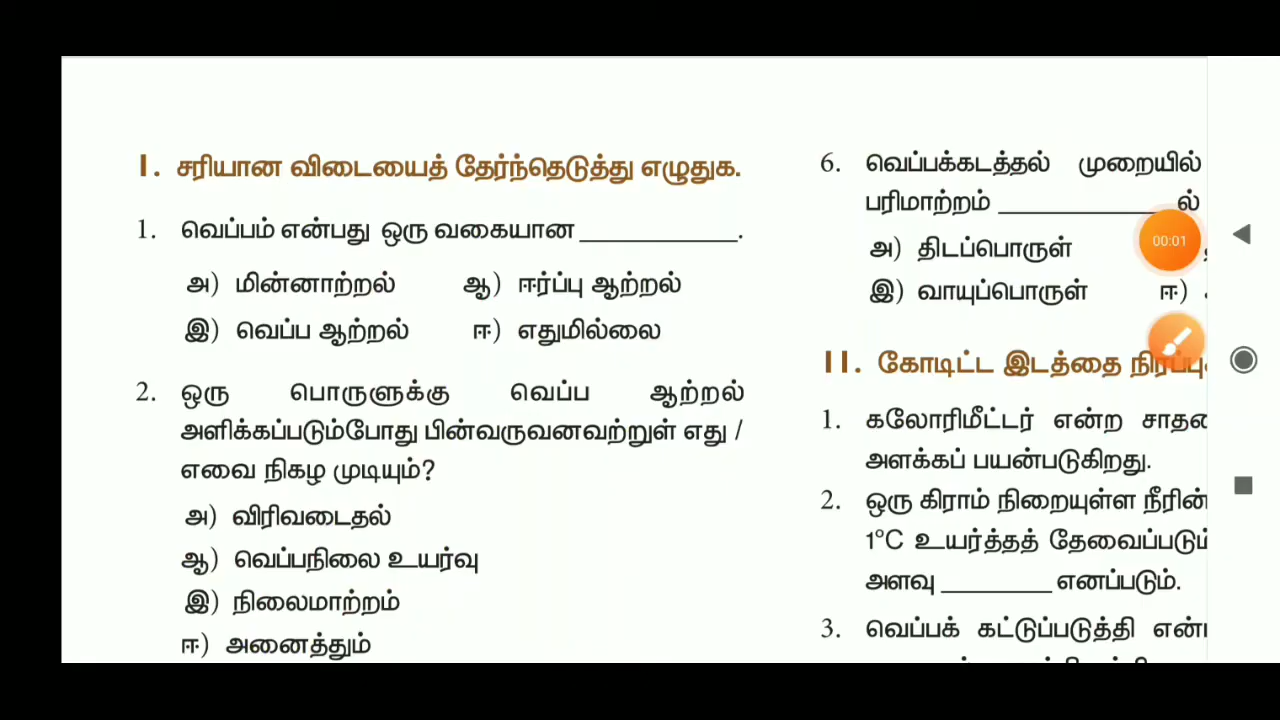 I. சரியான விடையைத் தேர்ந்தெடுத்து எழுதுக.
1. வெப்பம் என்பது ஒரு வகையான ____________.
அ) மின்னாற்றல் ஆ) ஈர்ப்பு ஆற்றல்
இ) வெப்ப ஆற்றல் ஈ) எதுமில்லை
2. ஒரு பொருளுக்கு வெப்ப ஆற்றல்
அளிக்கப்படும்போது பின்வருவனவற்றுள் எது /
எவை நிகழ முடியும்?
அ) விரிவடைதல்
ஆ) வெப்பநிலை உயர்வு
இ) நிலைமாற்றம்
ஈ) அனைத்தும்
6. வெப்பக்கடத்தல் முறையில்
பரிமாற்றம் ____________ ல்
அ) திடப்பொருள்
இ) வாயுப்பொருள் ஈ)
II. கோடிட்ட இடத்தை
1. கலோரிமீட்டர் என்ற
அளக்கப் பயன்படுகிறது.
2. ஒரு கிராம் நிறையுள்ள நீரின்
1°C உயர்த்தத்
அளவு ________ எனப்படும்.
3. வெப்பக் கட்டுப்படுத்தி
00:01